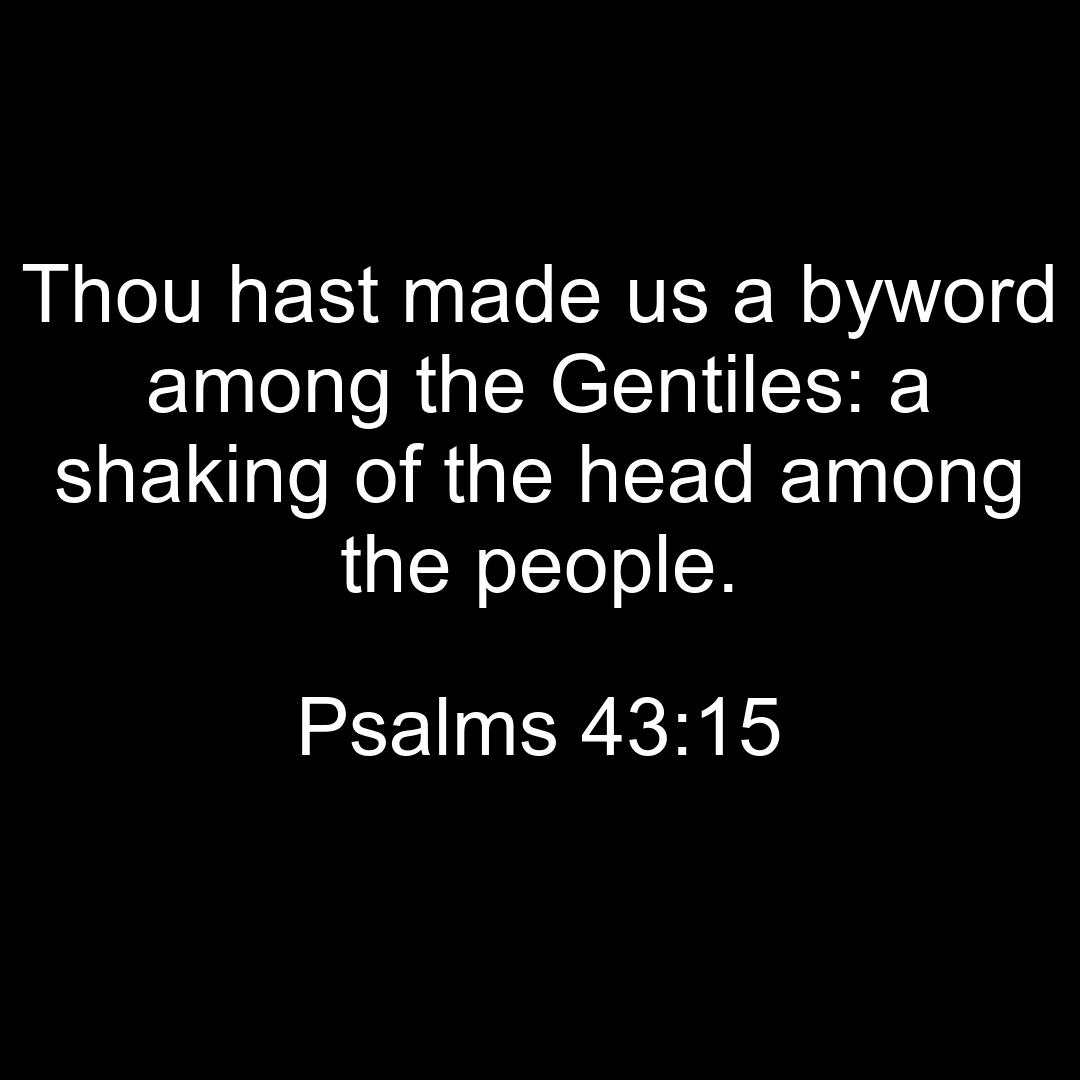 Thou hast made us a byword
among the Gentiles: a
shaking of the head among
the people.
Psalms 43:15